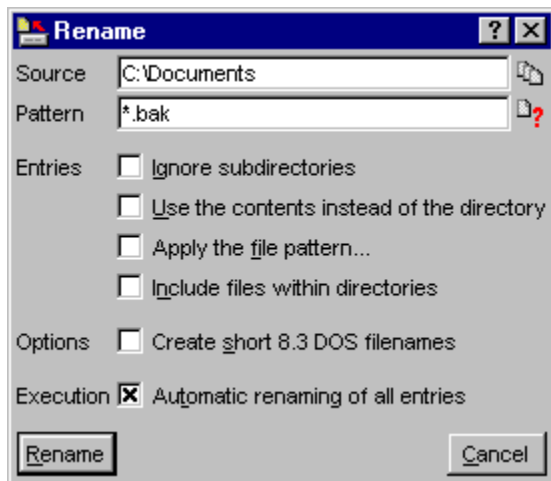 Rename
Source C:\Documents
Pattern *.bak
Entries Ignore subdirectories
Use the contents instead of the directory
Apply the file pattern...
Include files within directories
Options Create short 8.3 DOS filenames
Execution Automatic renaming of all entries
Rename Cancel